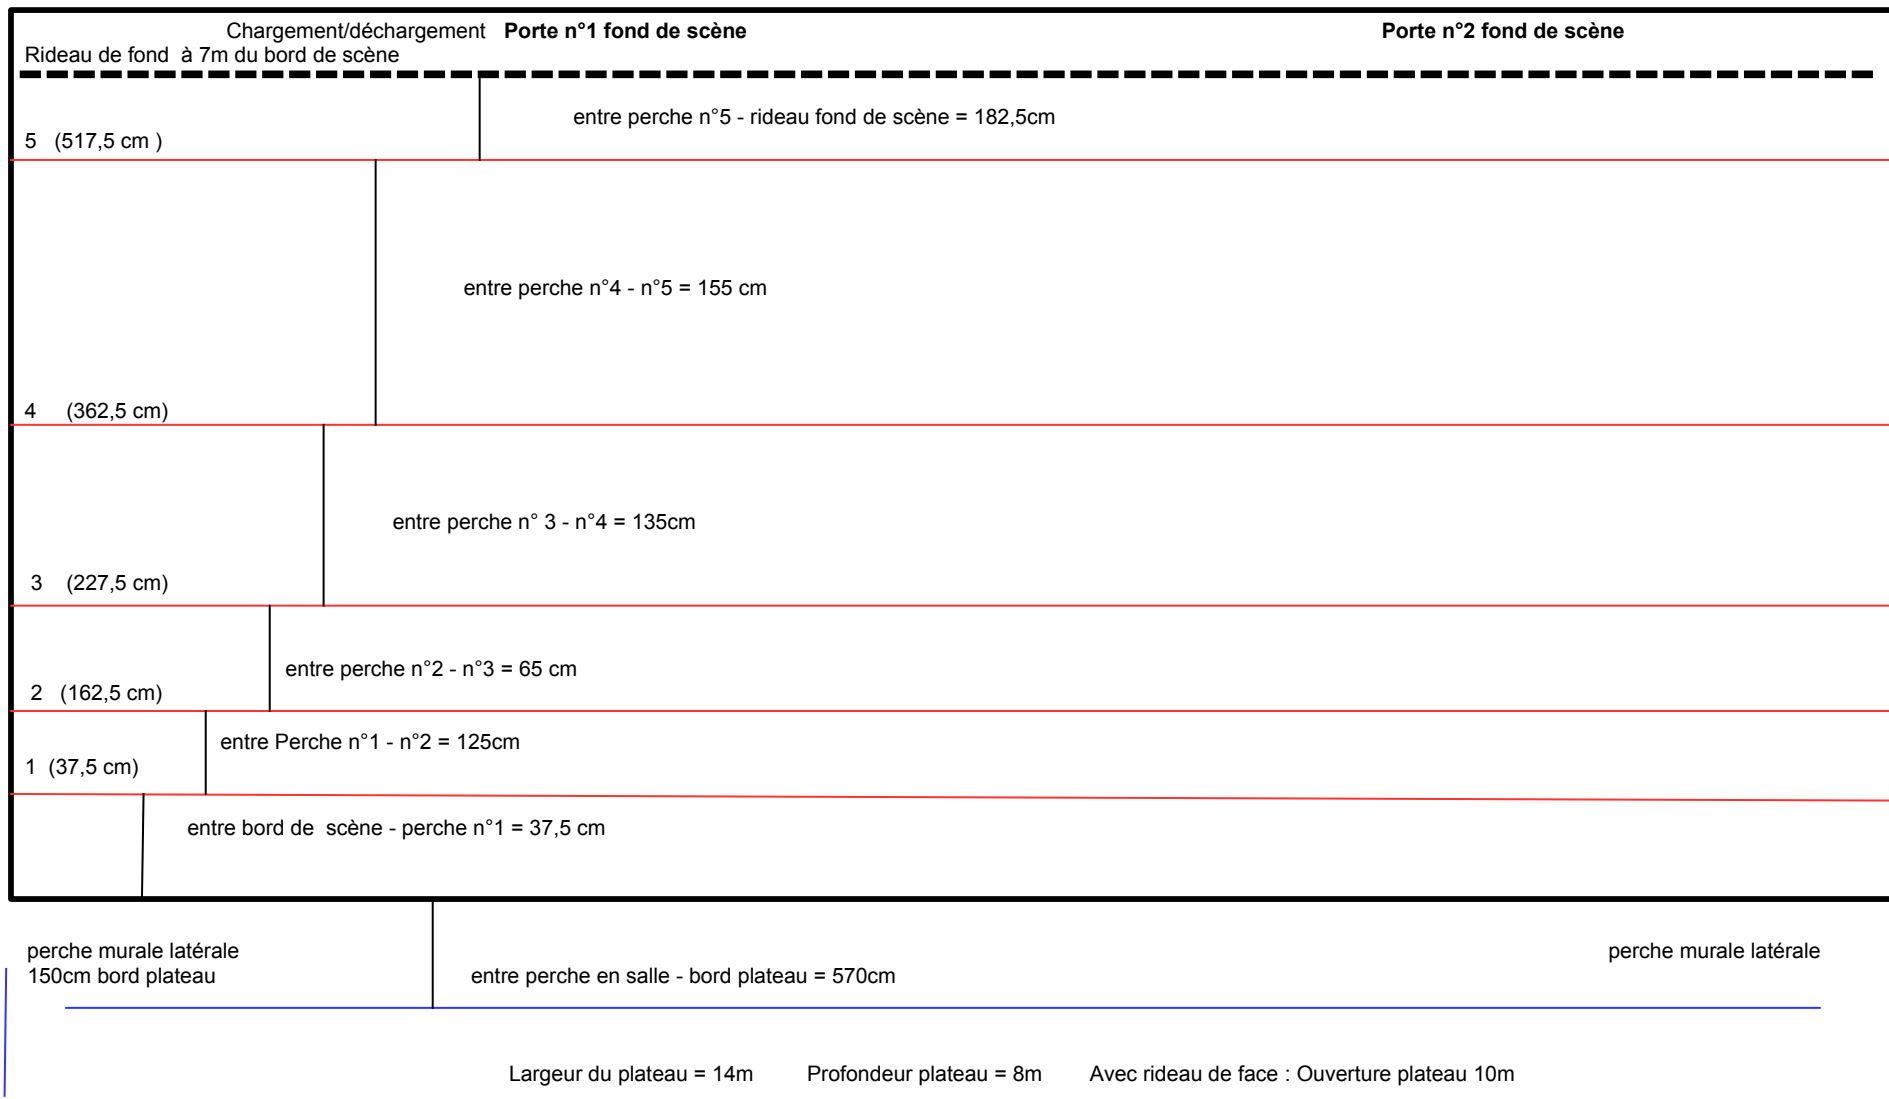 Chargement/déchargement Porte n°1 fond de scène Porte n°2 fond de scène
Rideau de fond à 7m du bord de scène
entre perche n°5 - rideau fond de scène = 182,5cm
5 (517,5 cm )
entre perche n°4 - n°5 = 155 cm
4 (362,5 cm)
entre perche n° 3 - n°4 = 135cm
3 (227,5 cm)
entre perche n°2 - n°3 = 65 cm
2 (162,5 cm)
entre Perche n°1 - n°2 = 125cm
1 (37,5 cm)
entre bord de scène - perche n°1 = 37,5 cm
perche murale latérale perche murale latérale
150cm bord plateau entre perche en salle - bord plateau = 570cm
Largeur du plateau = 14m Profondeur plateau = 8m Avec rideau de face : Ouverture plateau 10m